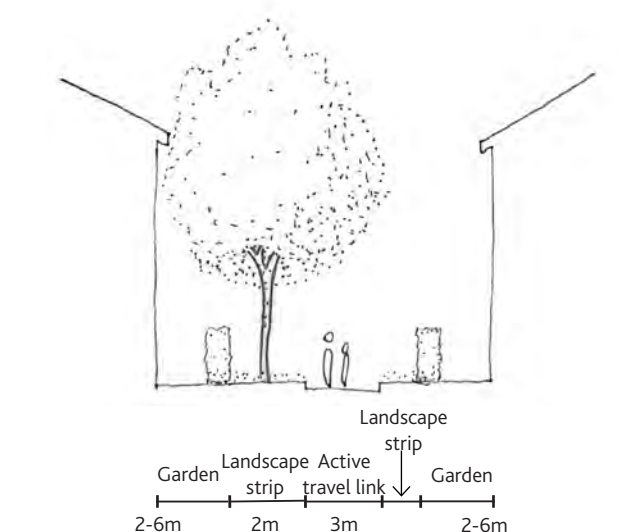 Landscape
strip
Garden
Landscape
strip
Active
travel link
Garden
2-6m
2m
3m
2-6m